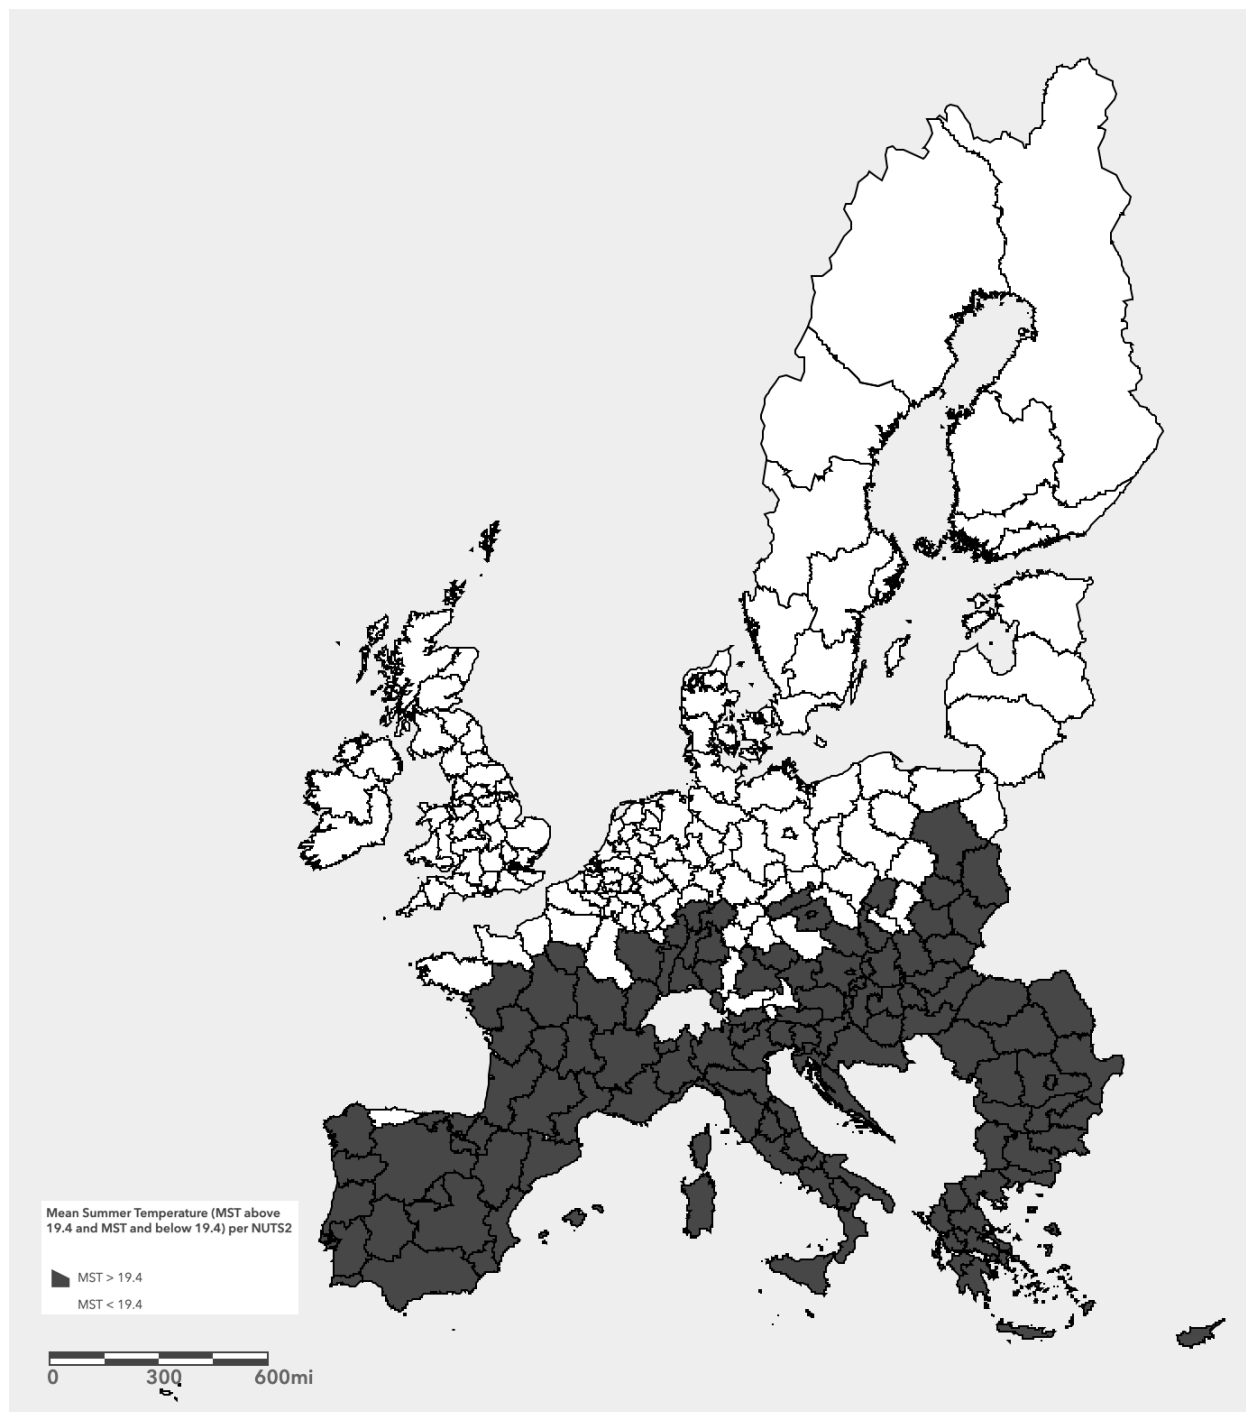 Mean Summer Temperature (MST above
19.4 and MST and below 19.4) per NUTS2
MST > 19.4
MST < 19.4
0 300 600mi